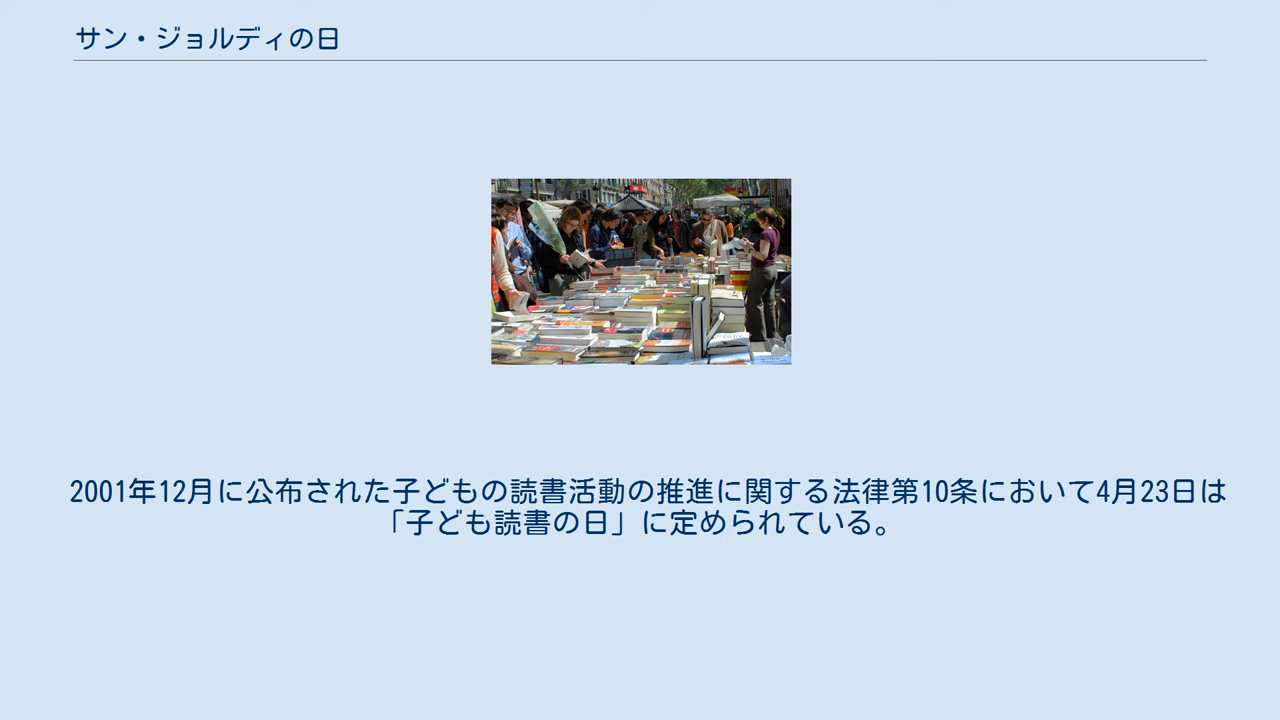 サン・ジョルディの日
2001年12月に公布された子どもの読書活動の推進に関する法律第10条において4月23日は
「子ども読書の日」に定められている。